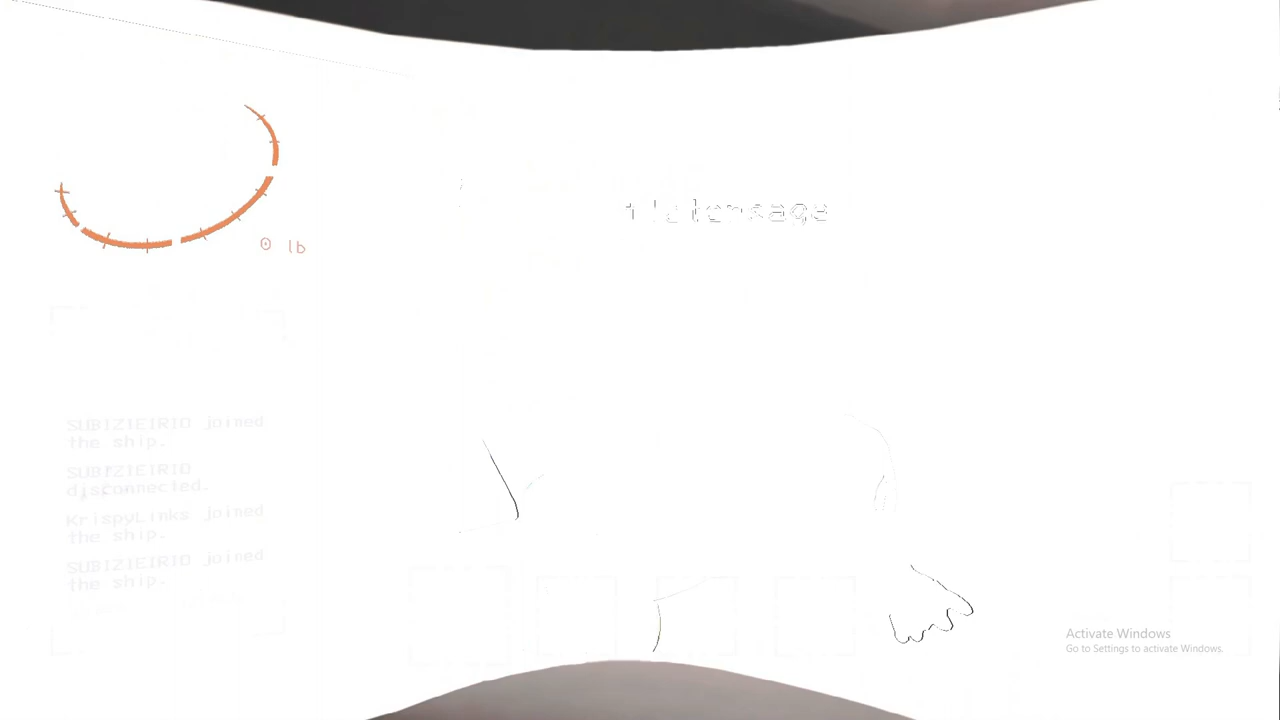 0 lb
SUBIZIEIRIO joined
the ship.
SUBIZIEIRIO
disconnected.
KrispyLinks joined
the ship.
SUBIZIEIRIO joined
the ship.
Activate Windows
Go to Settings to activate Windows.